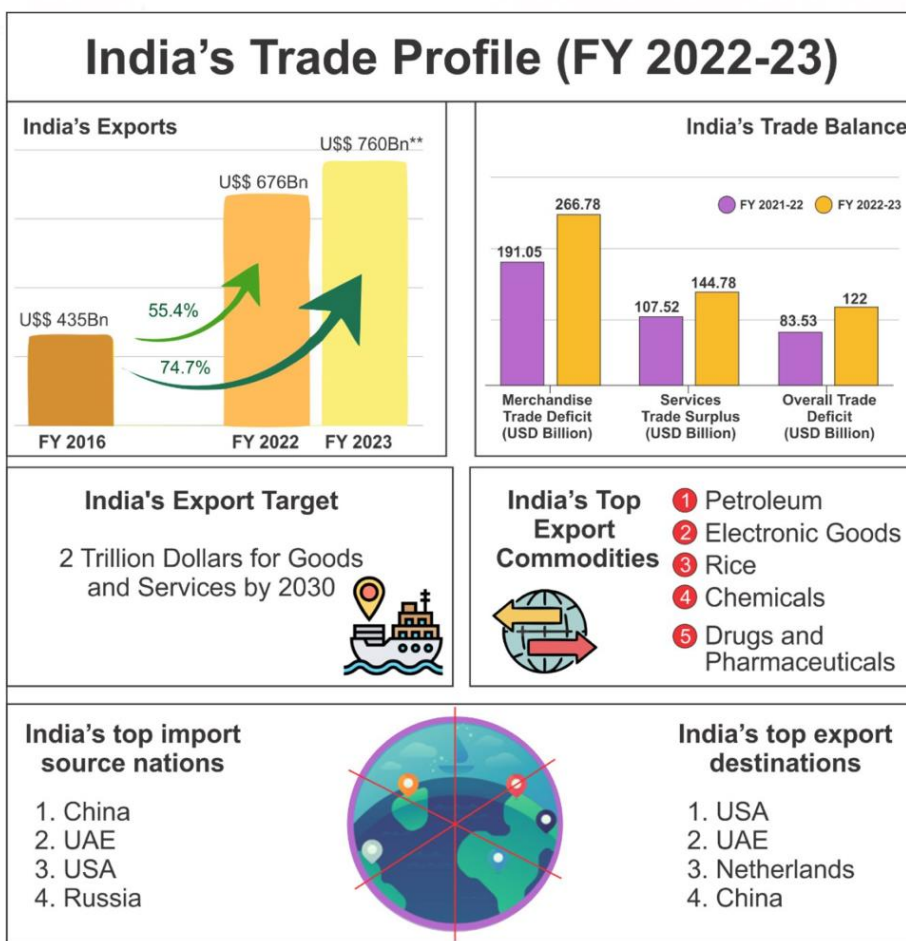 India's Trade Profile (FY 2022-23)
India's Exports
U$$ 760Bn**
U$$ 676Bn
U$$ 435Bn
55.4%
74.7%
FY 2016
FY 2022
FY 2023
India's Trade Balance
FY 2021-22
FY 2022-23
191.05
266.78
107.52
144.78
83.53
122
Merchandise
Trade Deficit
(USD Billion)
Services
Trade Surplus
(USD Billion)
Overall Trade
Deficit
(USD Billion)
India's Export Target
2 Trillion Dollars for Goods
and Services by 2030
India's Top
Export
Commodities
1 Petroleum
2 Electronic Goods
3 Rice
4 Chemicals
5 Drugs and
Pharmaceuticals
India's top import
source nations
1. China
2. UAE
3. USA
4. Russia
India's top export
destinations
1. USA
2. UAE
3. Netherlands
4. China